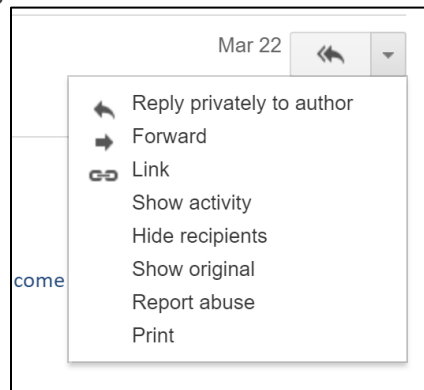 Mar 22
Reply privately to author
Forward
Link
Show activity
Hide recipients
Show original
come
Report abuse
Print